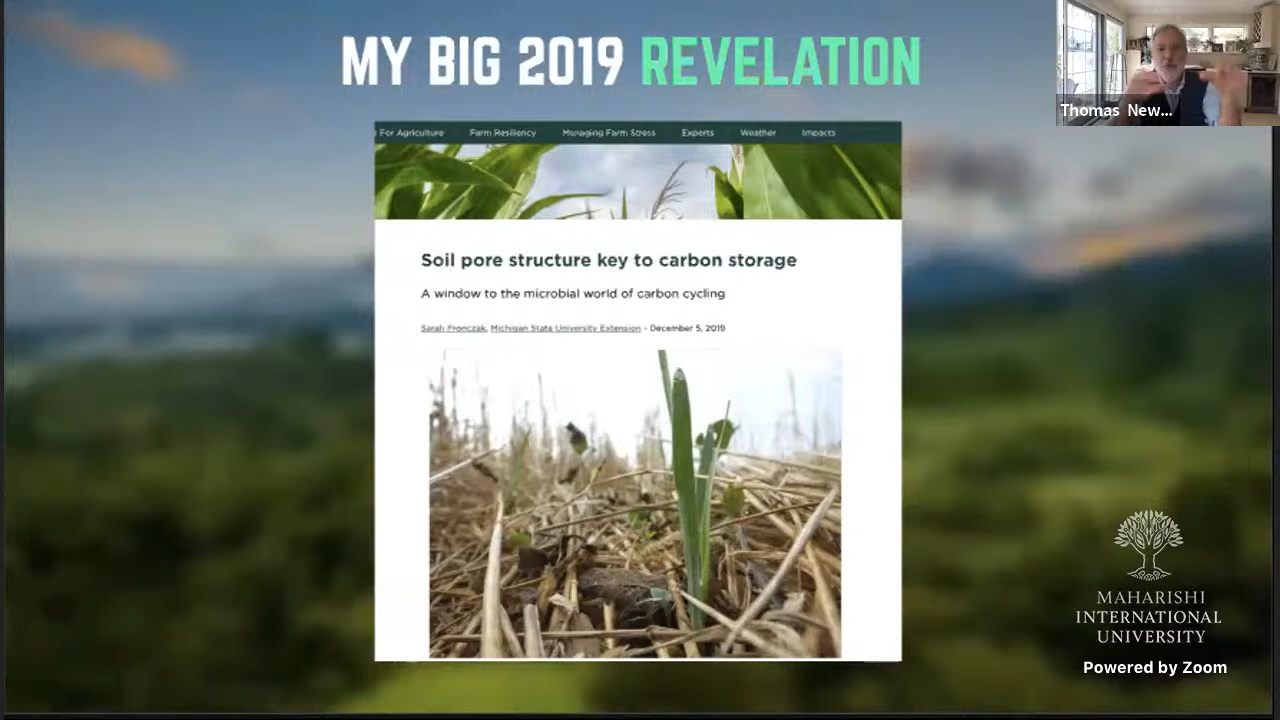 MY BIG 2019 REVELATION
Thomas New...
For Agriculture Farm Resiliency Managing Farm Stress Experts Weather Impacts
Soil pore structure key to carbon storage
A window to the microbial world of carbon cycling
Sarah Fronczak, Michigan State University Extension - December 5, 2019
MAHARISHI
INTERNATIONAL
UNIVERSITY
Powered by Zoom